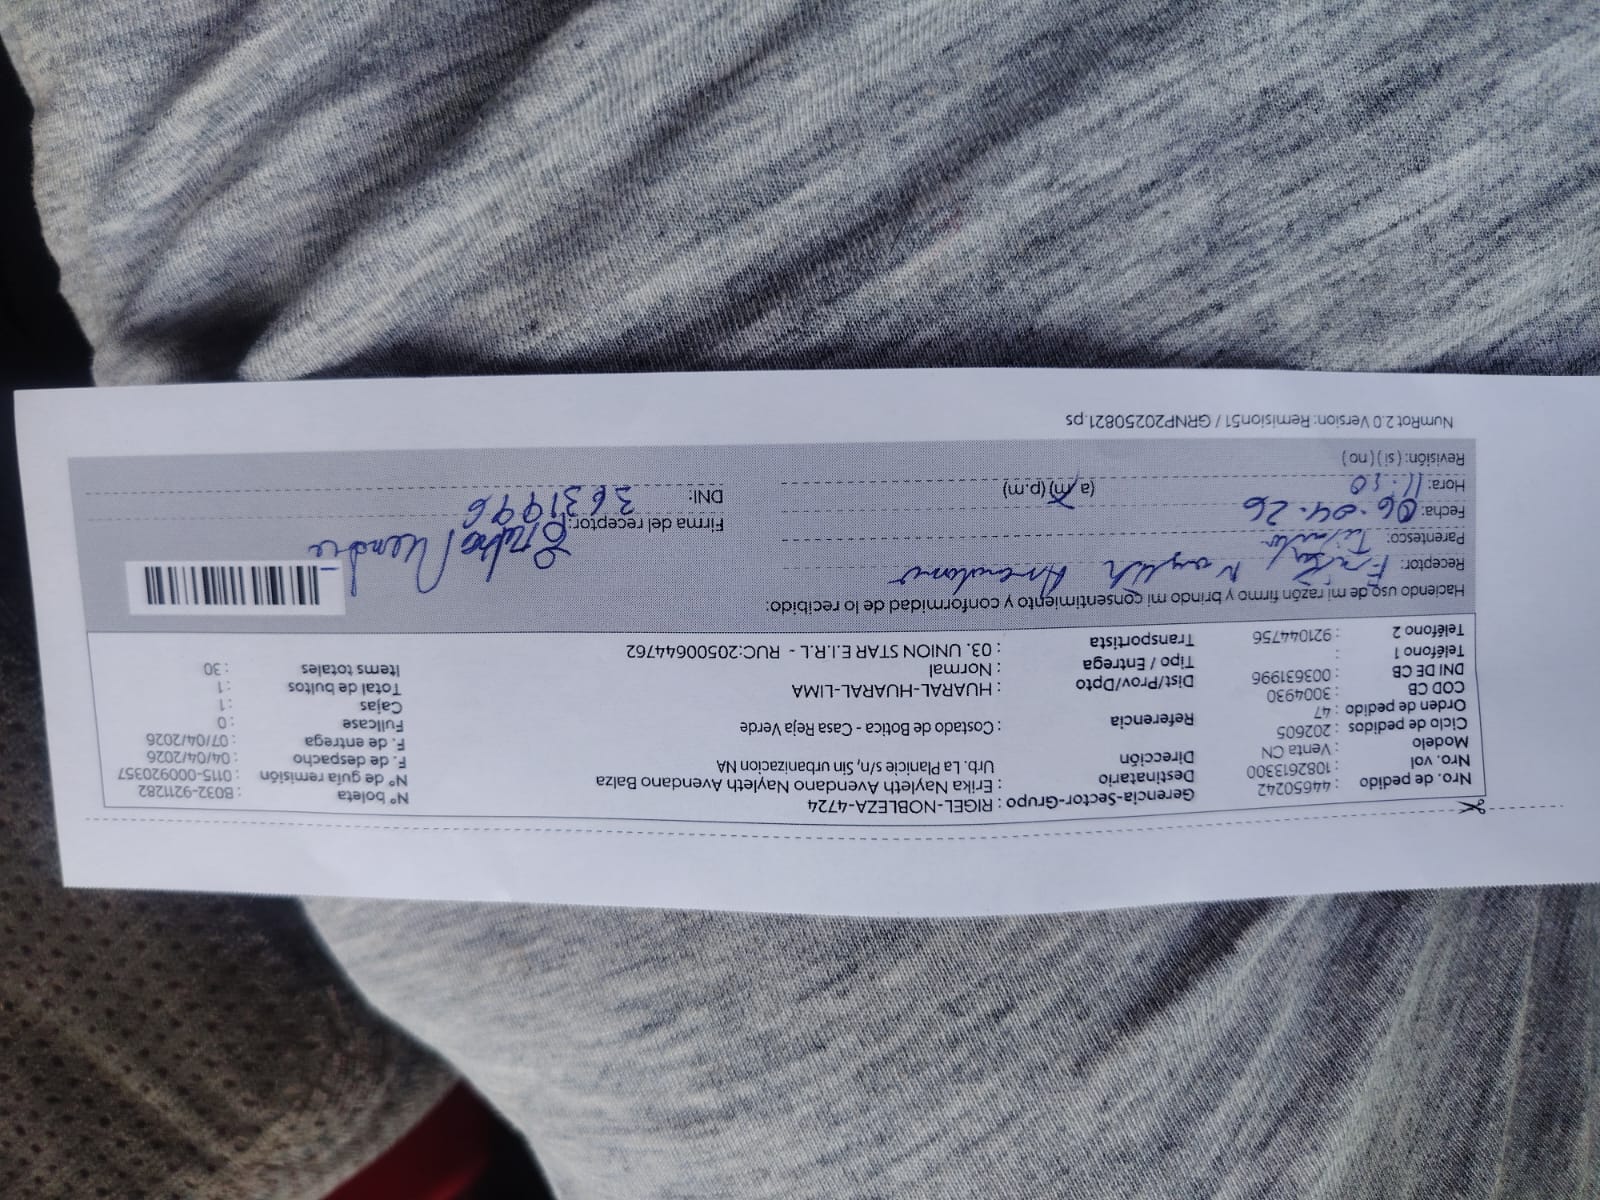 Nro. de pedido : 44650242 Gerencia-Sector-Grupo : RIGEL-NOBLEZA-4724 N° boleta : B032-9211282
Nro. vol : 1082613300 Destinatario : Erika Nayleth Avendano Nayleth Avendano Balza N° de guía remisión : 0115-000920357
Modelo : Venta CN Dirección Urb. La Planicie s/n, Sin urbanizacion NA F. de despacho : 04/04/2026
Ciclo de pedidos : 202605 F. de entrega : 07/04/2026
Orden de pedido : 47 Referencia : Costado de Botica - Casa Reja Verde Fullcase : 0
COD CB : 3004930 Cajas : 1
DNI DE CB : 003631996 Dist/Prov/Dpto : HUARAL-HUARAL-LIMA Total de bultos : 1
Teléfono 1 : Tipo / Entrega : Normal Items totales : 30
Teléfono 2 : 921044756 Transportista : 03. UNION STAR E.I.R.L - RUC:20500644762
Haciendo uso de mi razón firmo y brindo mi consentimiento y conformidad de lo recibido:
Receptor: Nayleth Avendano
Parentesco: Titular
Fecha: 06.04.26 Firma del receptor:
Hora: 11:10 (a.m) (p.m) DNI: 3631996
Revisión: ( si ) ( no )
NumRot 2.0 Version: Remision51 / GRNP20250821.ps